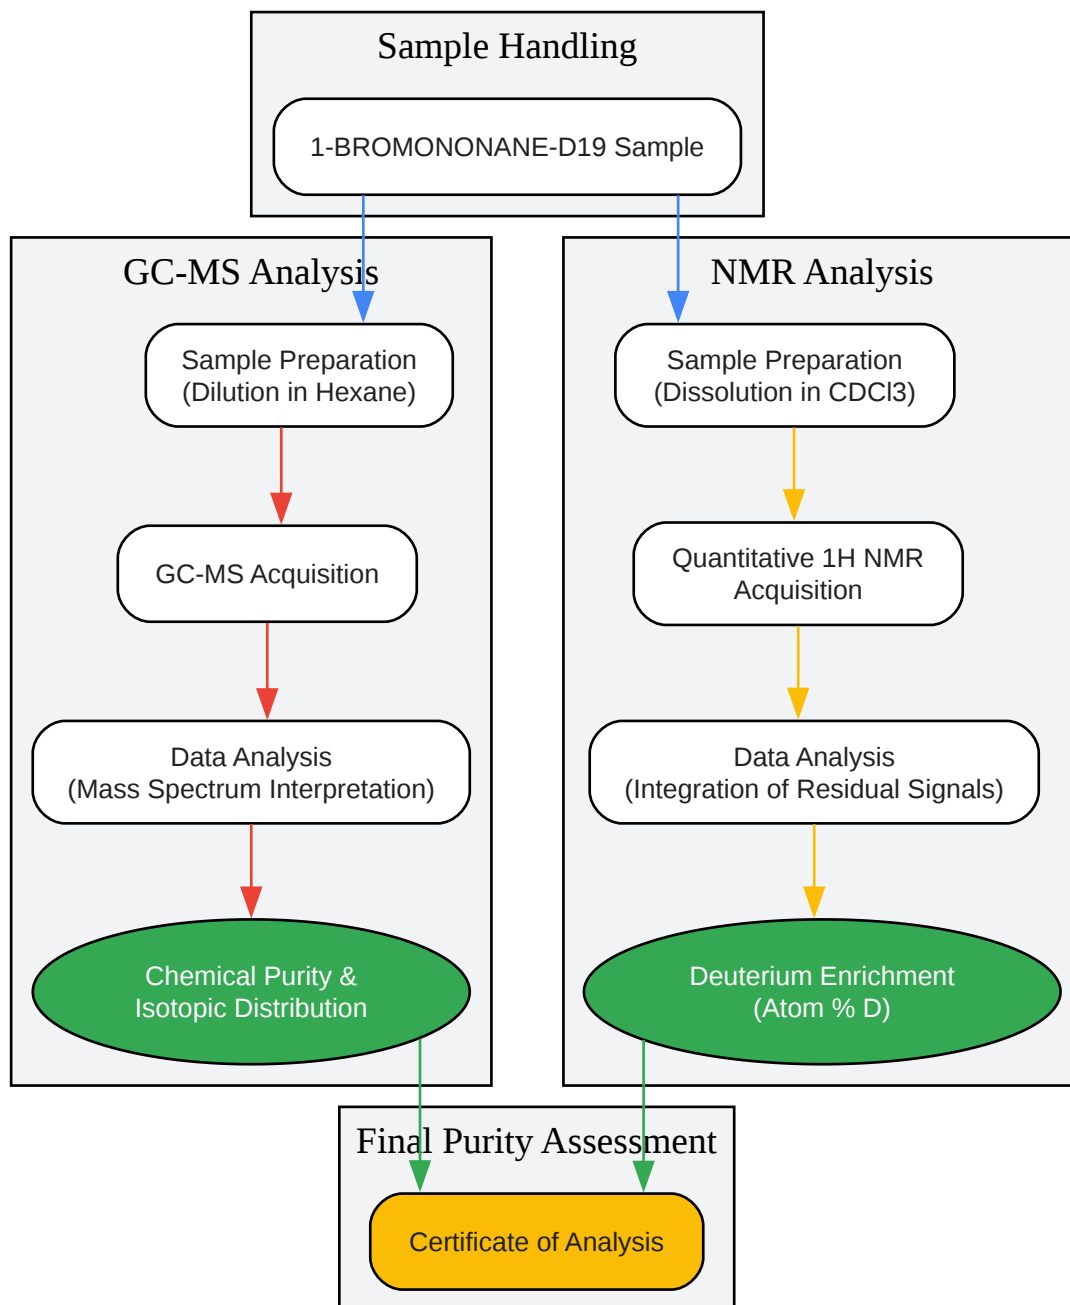 Sample Handling
1-BROMONONANE-D19 Sample
GC-MS Analysis
Sample Preparation
(Dilution in Hexane)
GC-MS Acquisition
Data Analysis
(Mass Spectrum Interpretation)
Chemical Purity &
Isotopic Distribution
NMR Analysis
Sample Preparation
(Dissolution in CDCl3)
Quantitative 1H NMR
Acquisition
Data Analysis
(Integration of Residual Signals)
Deuterium Enrichment
(Atom % D)
Final Purity Assessment
Certificate of Analysis